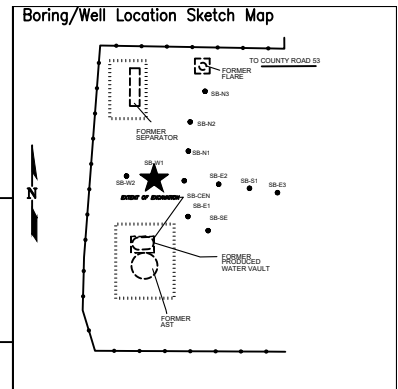 Boring/Well Location Sketch Map
TO COUNTY ROAD 53
FORMER
FLARE
SB-N3
FORMER
SEPARATOR
SB-N2
SB-N1
SB-W1
SB-W2
SB-E2
SB-S1
SB-E3
N
EXTENT OF EXCAVATION
SB-CEN
SB-E1
SB-SE
FORMER
PRODUCED
WATER VAULT
FORMER
AST